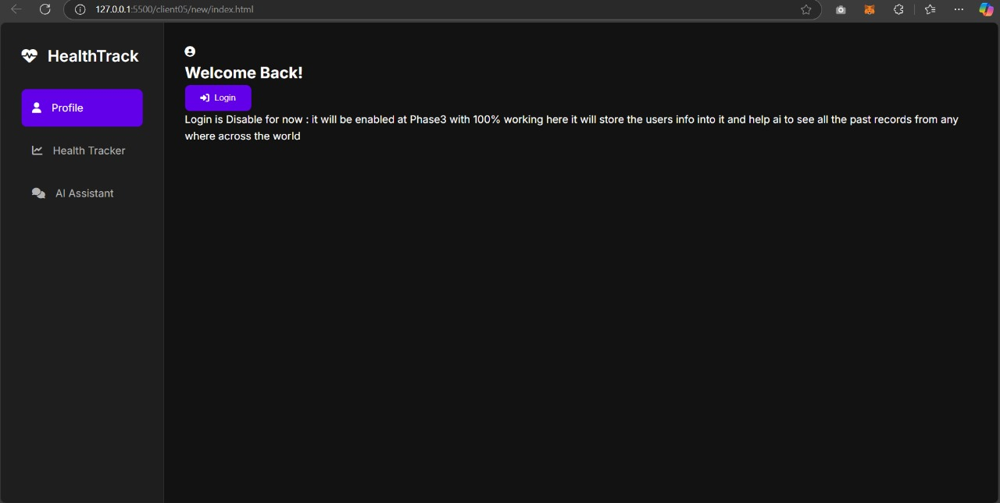 127.0.0.1:5500/client05/new/index.html
HealthTrack
Profile
Health Tracker
AI Assistant
Welcome Back!
Login
Login is Disable for now : it will be enabled at Phase3 with 100% working here it will store the users info into it and help ai to see all the past records from any
where across the world